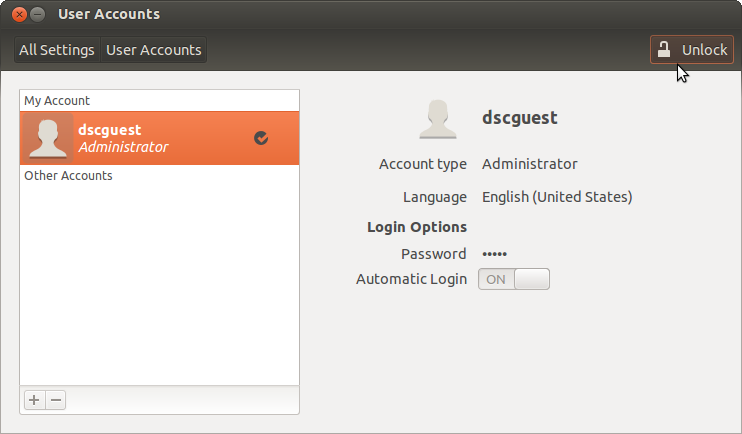 User Accounts
All Settings User Accounts Unlock
My Account
dscguest
Administrator
Other Accounts
dscguest
Account type Administrator
Language English (United States)
Login Options
Password •••••
Automatic Login ON